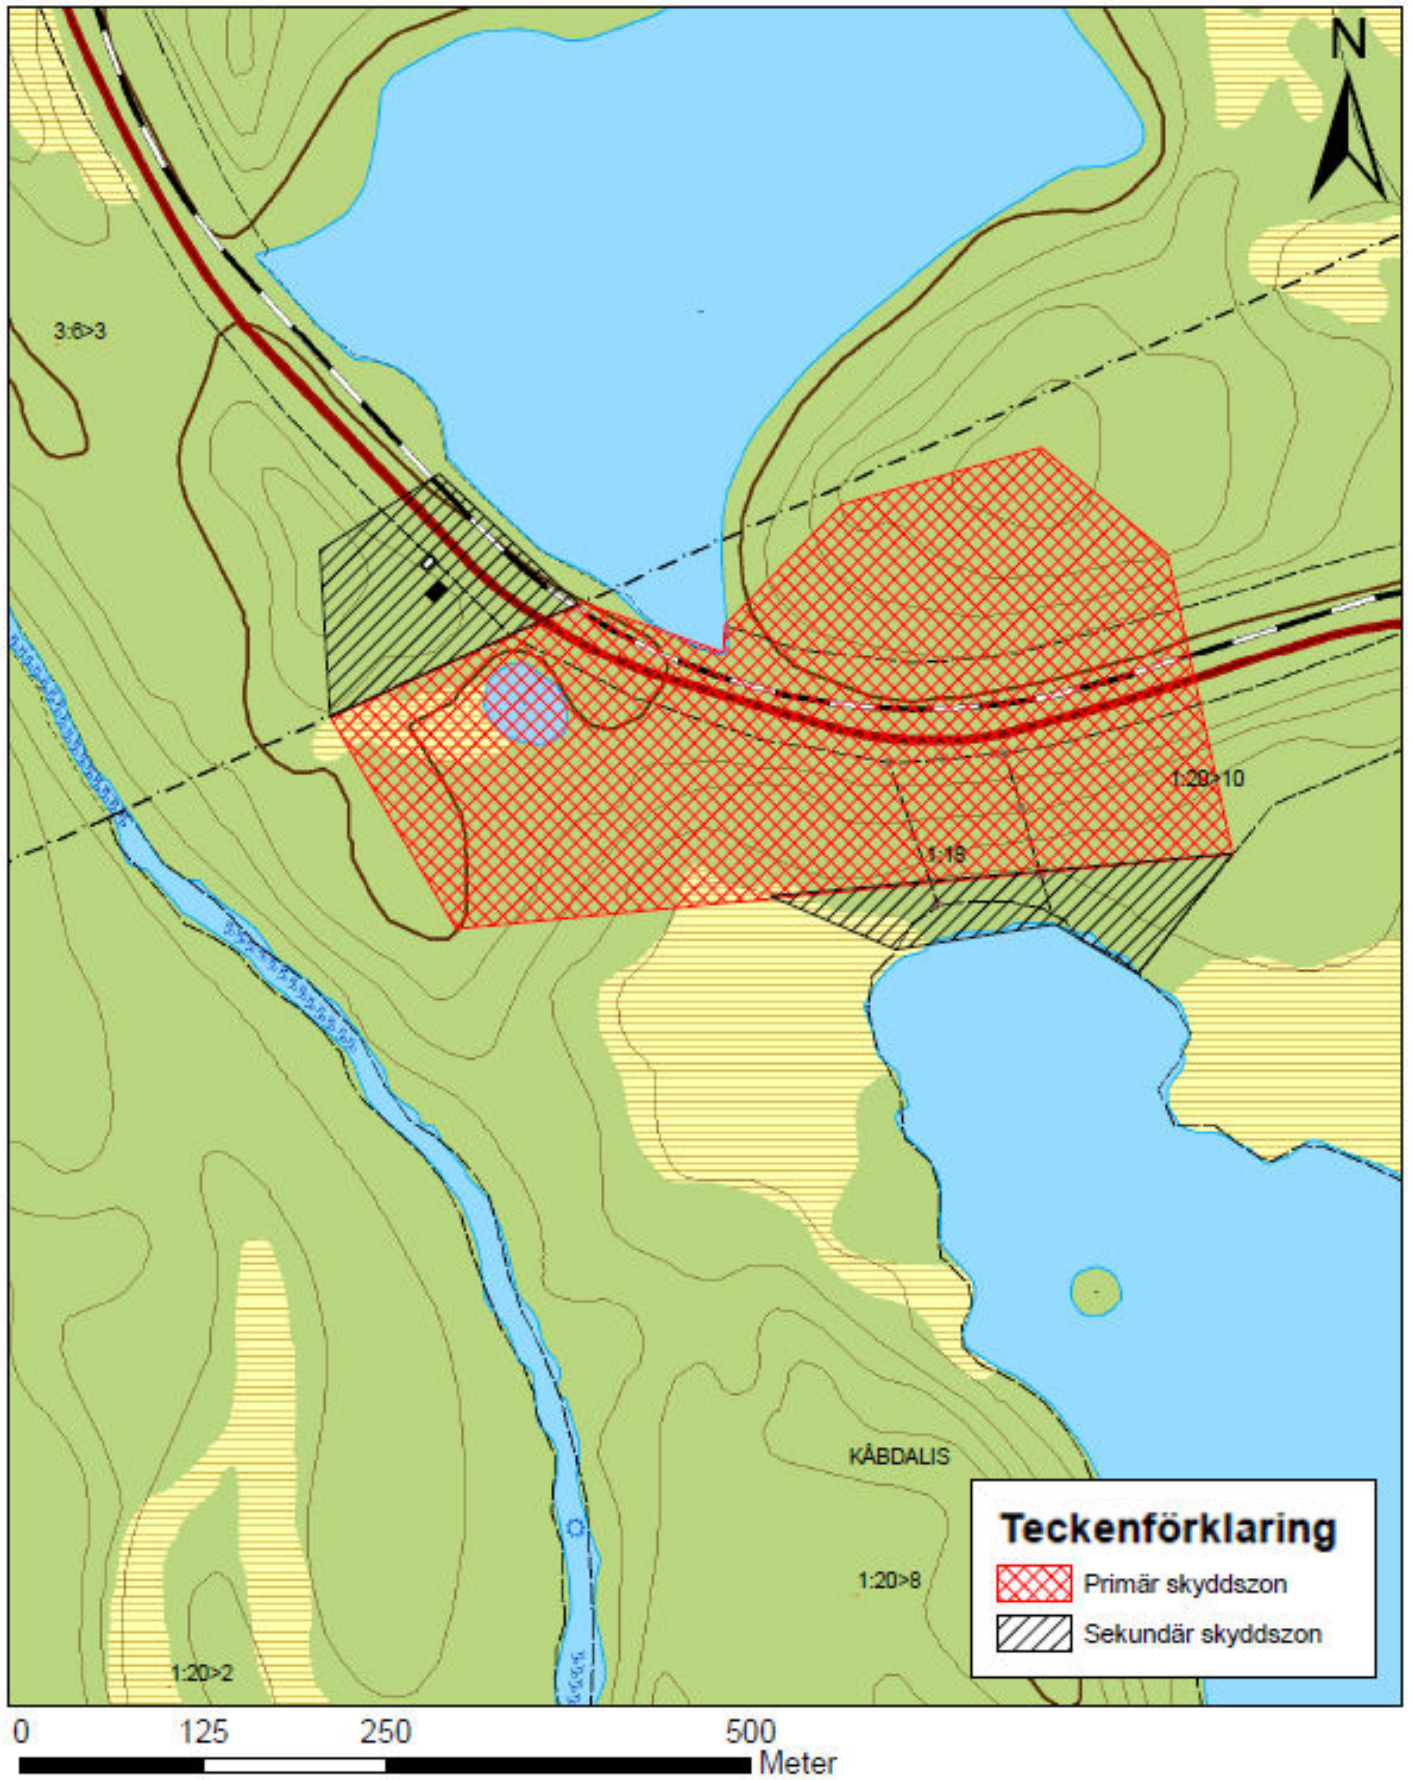 N
3:6>3
1:20>10
1:19
KÅBDALIS
Teckenförklaring
Primär skyddszon
Sekundär skyddszon
1:20>8
1:20>2
0 125 250 500
Meter